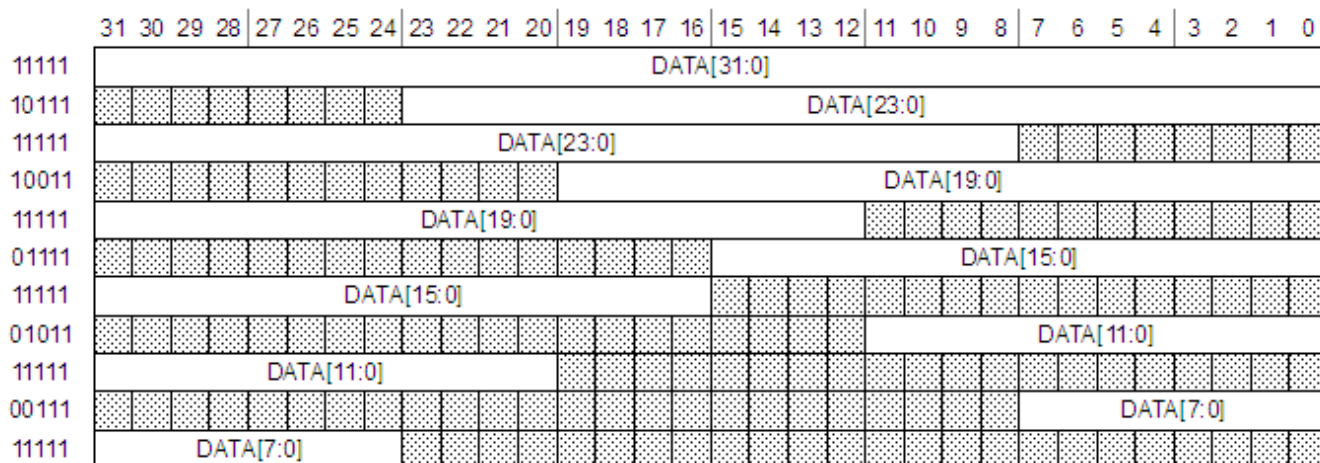 31 30 29 28 27 26 25 24 23 22 21 20 19 18 17 16 15 14 13 12 11 10 9 8 7 6 5 4 3 2 1 0
11111 DATA[31:0]
10111 DATA[23:0]
11111 DATA[23:0]
10011 DATA[19:0]
11111 DATA[19:0]
01111 DATA[15:0]
11111 DATA[15:0]
01011 DATA[11:0]
11111 DATA[11:0]
00111 DATA[7:0]
11111 DATA[7:0]